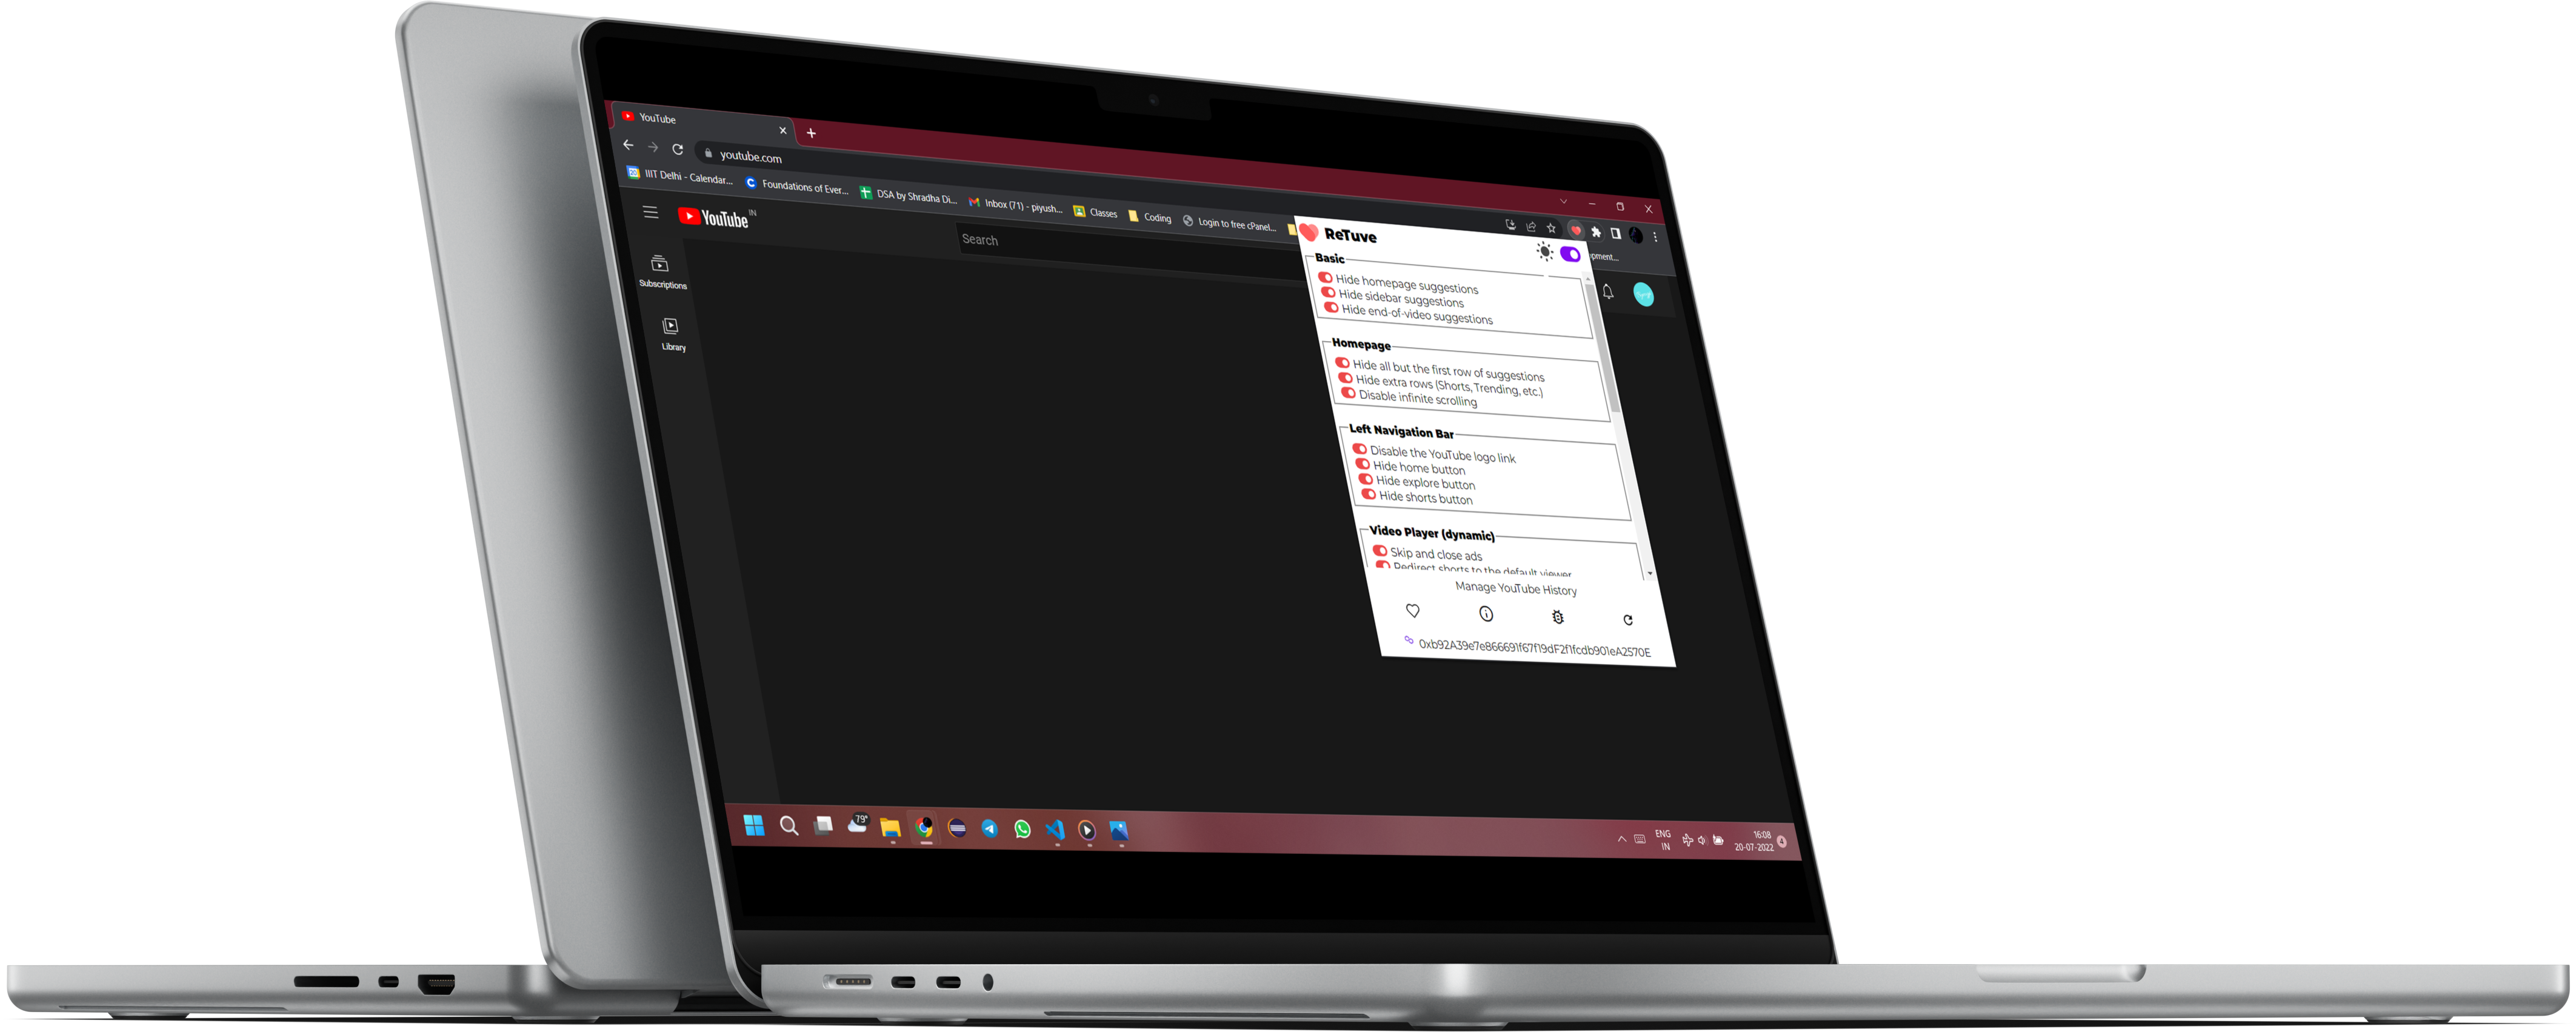 YouTube
youtube.com
IIIT Delhi - Calendar...
Foundations of Ever...
DSA by Shradha Di...
Inbox (71) - piyush...
Classes
Coding
Login to free cPanel...
pment...
YouTube IN
Search
Subscriptions
Library
ReTuve
Basic
Hide homepage suggestions
Hide sidebar suggestions
Hide end-of-video suggestions
Homepage
Hide all but the first row of suggestions
Hide extra rows (Shorts, Trending, etc.)
Disable infinite scrolling
Left Navigation Bar
Disable the YouTube logo link
Hide home button
Hide explore button
Hide shorts button
Video Player (dynamic)
Skip and close ads
Redirect shorts to the default viewer
Manage YouTube History
0xb92A39e7e866691f67f19dF2f1fcdb901eA2570E
79°
ENG
IN
16:08
20-07-2022
4